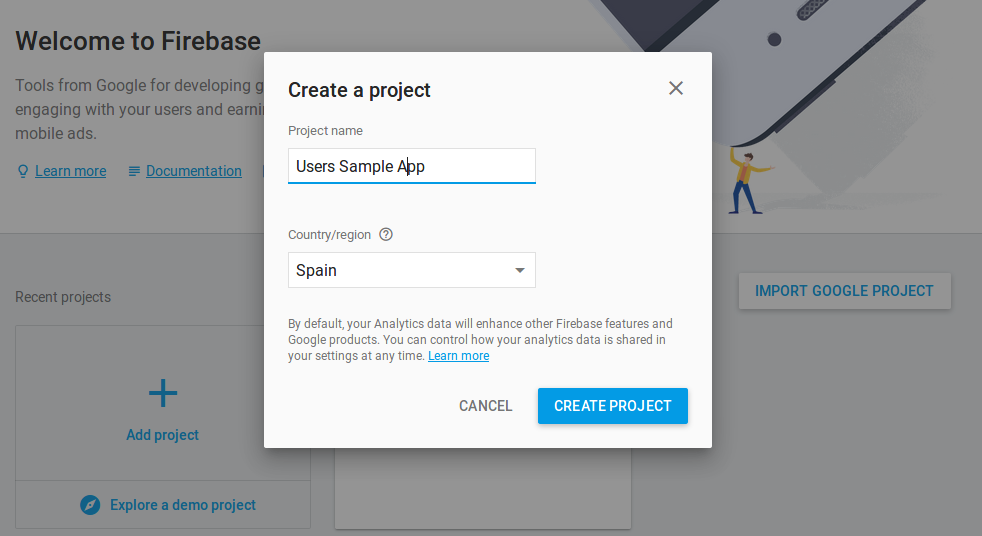 Welcome to Firebase
Tools from Google for developing g
engaging with your users and earni
mobile ads.
Learn more
Documentation
Create a project
Project name
Users Sample App
Country/region
Spain
By default, your Analytics data will enhance other Firebase features and
Google products. You can control how your analytics data is shared in
your settings at any time. Learn more
CANCEL
CREATE PROJECT
Recent projects
IMPORT GOOGLE PROJECT
Add project
Explore a demo project